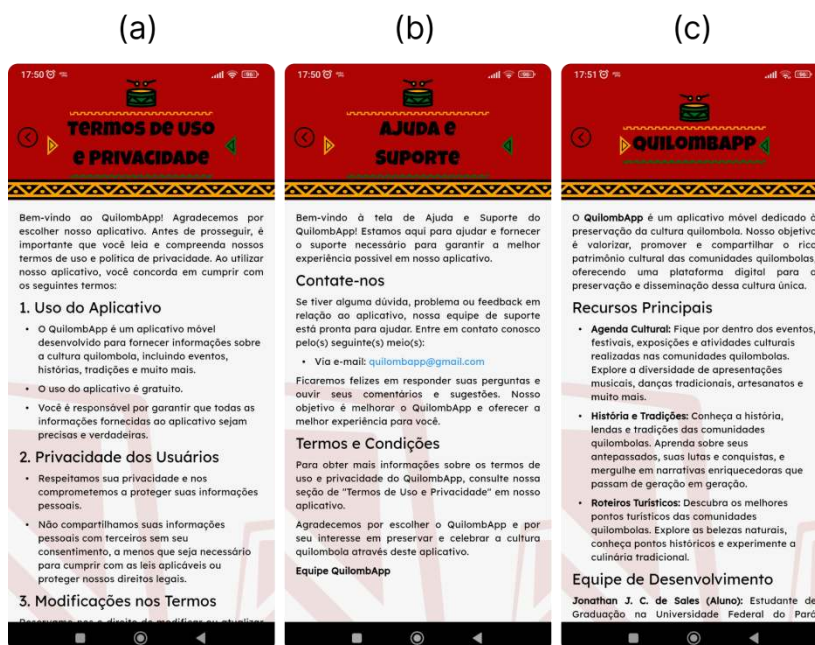 (a)
17:50
96
Termos de Uso
e Privacidade
Bem-vindo ao QuilombApp! Agradecemos por
escolher nosso aplicativo. Antes de prosseguir, é
importante que você leia e compreenda nossos
termos de uso e política de privacidade. Ao utilizar
nosso aplicativo, você concorda em cumprir com
os seguintes termos:
1. Uso do Aplicativo
• O QuilombApp é um aplicativo móvel
desenvolvido para fornecer informações sobre
a cultura quilombola, incluindo eventos,
histórias, tradições e muito mais.
• O uso do aplicativo é gratuito.
• Você é responsável por garantir que todas as
informações fornecidas ao aplicativo sejam
precisas e verdadeiras.
2. Privacidade dos Usuários
• Respeitamos sua privacidade e nos
comprometemos a proteger suas informações
pessoais.
• Não compartilhamos suas informações
pessoais com terceiros sem seu
consentimento, a menos que seja necessário
para cumprir com as leis aplicáveis ou
proteger nossos direitos legais.
3. Modificações nos Termos
Reservamo-nos o direito de modificar ou atualizar
(b)
17:50
96
Ajuda e
Suporte
Bem-vindo à tela de Ajuda e Suporte do
QuilombApp! Estamos aqui para ajudar e fornecer
o suporte necessário para garantir a melhor
experiência possível em nosso aplicativo.
Contate-nos
Se tiver alguma dúvida, problema ou feedback em
relação ao aplicativo, nossa equipe de suporte
está pronta para ajudar. Entre em contato conosco
pelo(s) seguinte(s) meio(s):
• Via e-mail: quilombapp@gmail.com
Ficaremos felizes em responder suas perguntas e
ouvir seus comentários e sugestões. Nosso
objetivo é melhorar o QuilombApp e oferecer a
melhor experiência para você.
Termos e Condições
Para obter mais informações sobre os termos de
uso e privacidade do QuilombApp, consulte nossa
seção de "Termos de Uso e Privacidade" em nosso
aplicativo.
Agradecemos por escolher o QuilombApp e por
seu interesse em preservar e celebrar a cultura
quilombola através deste aplicativo.
Equipe QuilombApp
(c)
17:51
96
QuilombApp
O QuilombApp é um aplicativo móvel dedicado à
preservação da cultura quilombola. Nosso objetivo
é valorizar, promover e compartilhar o rico
patrimônio cultural das comunidades quilombolas,
oferecendo uma plataforma digital para a
preservação e disseminação dessa cultura única.
Recursos Principais
• Agenda Cultural: Fique por dentro dos eventos,
festivais, exposições e atividades culturais
realizadas nas comunidades quilombolas.
Explore a diversidade de apresentações
musicais, danças tradicionais, artesanatos e
muito mais.
• História e Tradições: Conheça a história,
lendas e tradições das comunidades
quilombolas. Aprenda sobre seus
antepassados, suas lutas e conquistas, e
mergulhe em narrativas enriquecedoras que
passam de geração em geração.
• Roteiros Turísticos: Descubra os melhores
pontos turísticos das comunidades
quilombolas. Explore as belezas naturais,
conheça pontos históricos e experimente a
culinária tradicional.
Equipe de Desenvolvimento
Jonathan J. C. de Sales (Aluno): Estudante de
Graduação na Universidade Federal do Pará